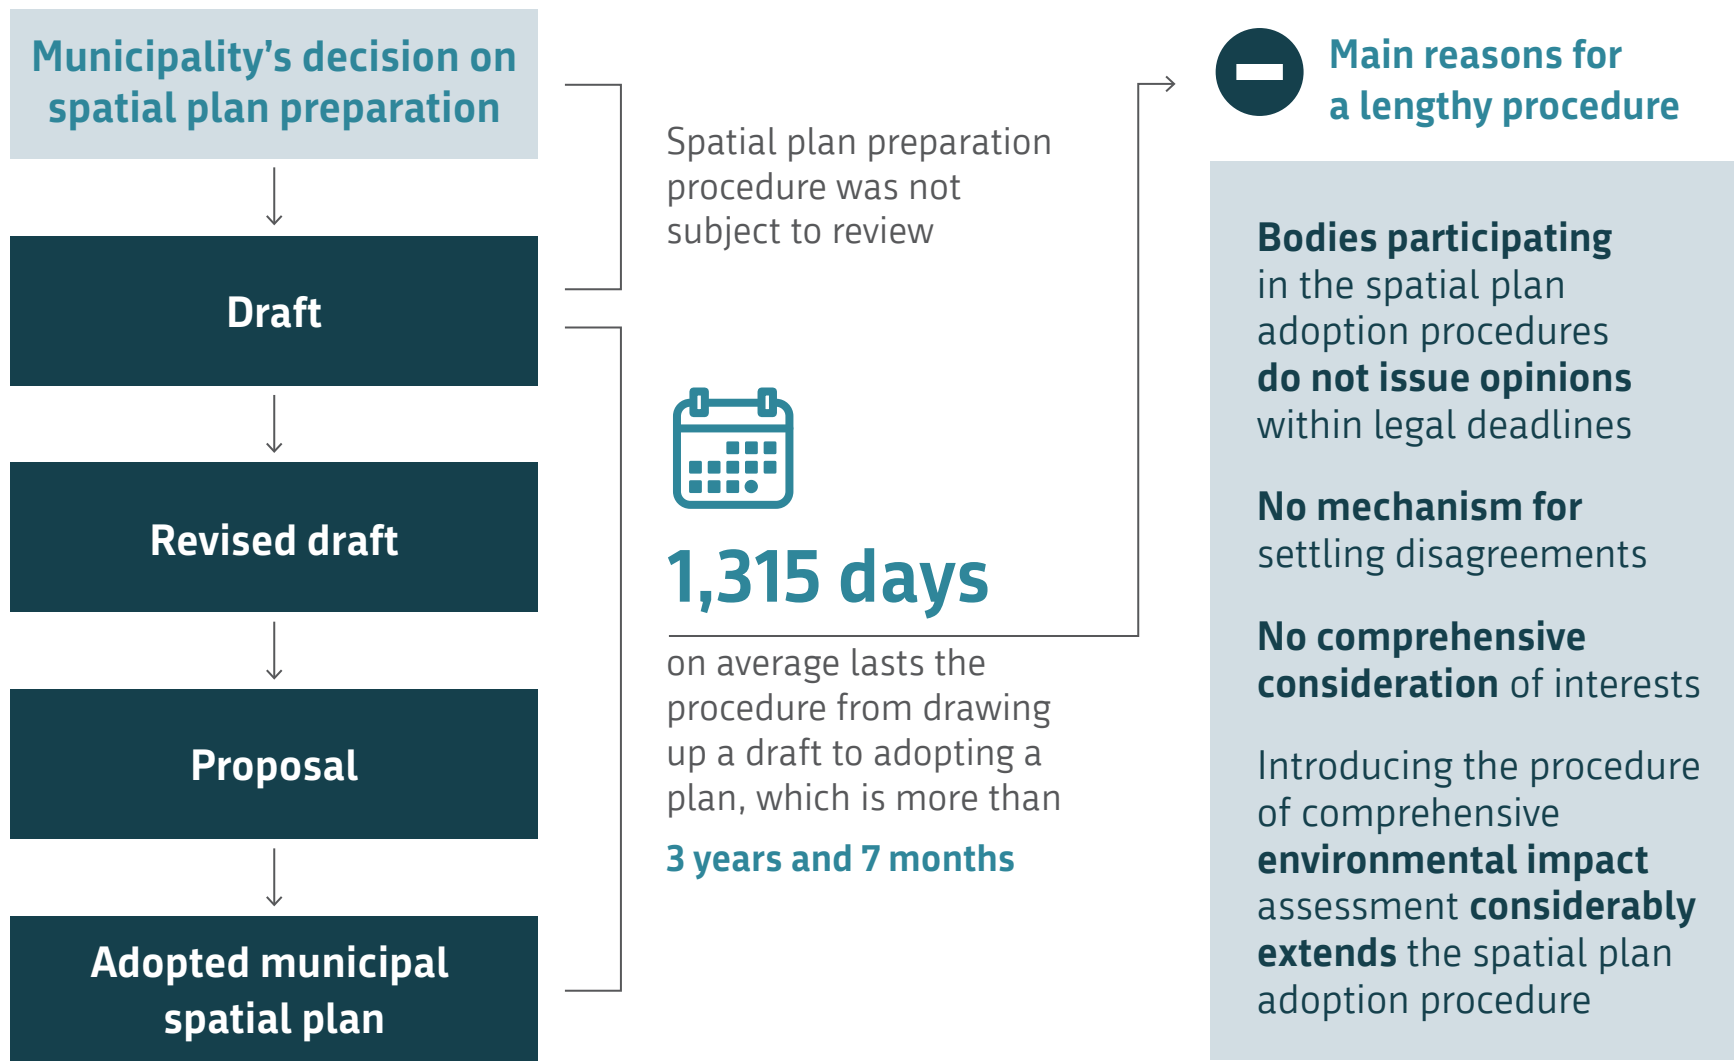 Municipality’s decision on
spatial plan preparation
Draft
Revised draft
Proposal
Adopted municipal
spatial plan
Spatial plan preparation
procedure was not
subject to review
1,315 days
on average lasts the
procedure from drawing
up a draft to adopting a
plan, which is more than
3 years and 7 months
Main reasons for
a lengthy procedure
Bodies participating
in the spatial plan
adoption procedures
do not issue opinions
within legal deadlines
No mechanism for
settling disagreements
No comprehensive
consideration of interests
Introducing the procedure
of comprehensive
environmental impact
assessment considerably
extends the spatial plan
adoption procedure